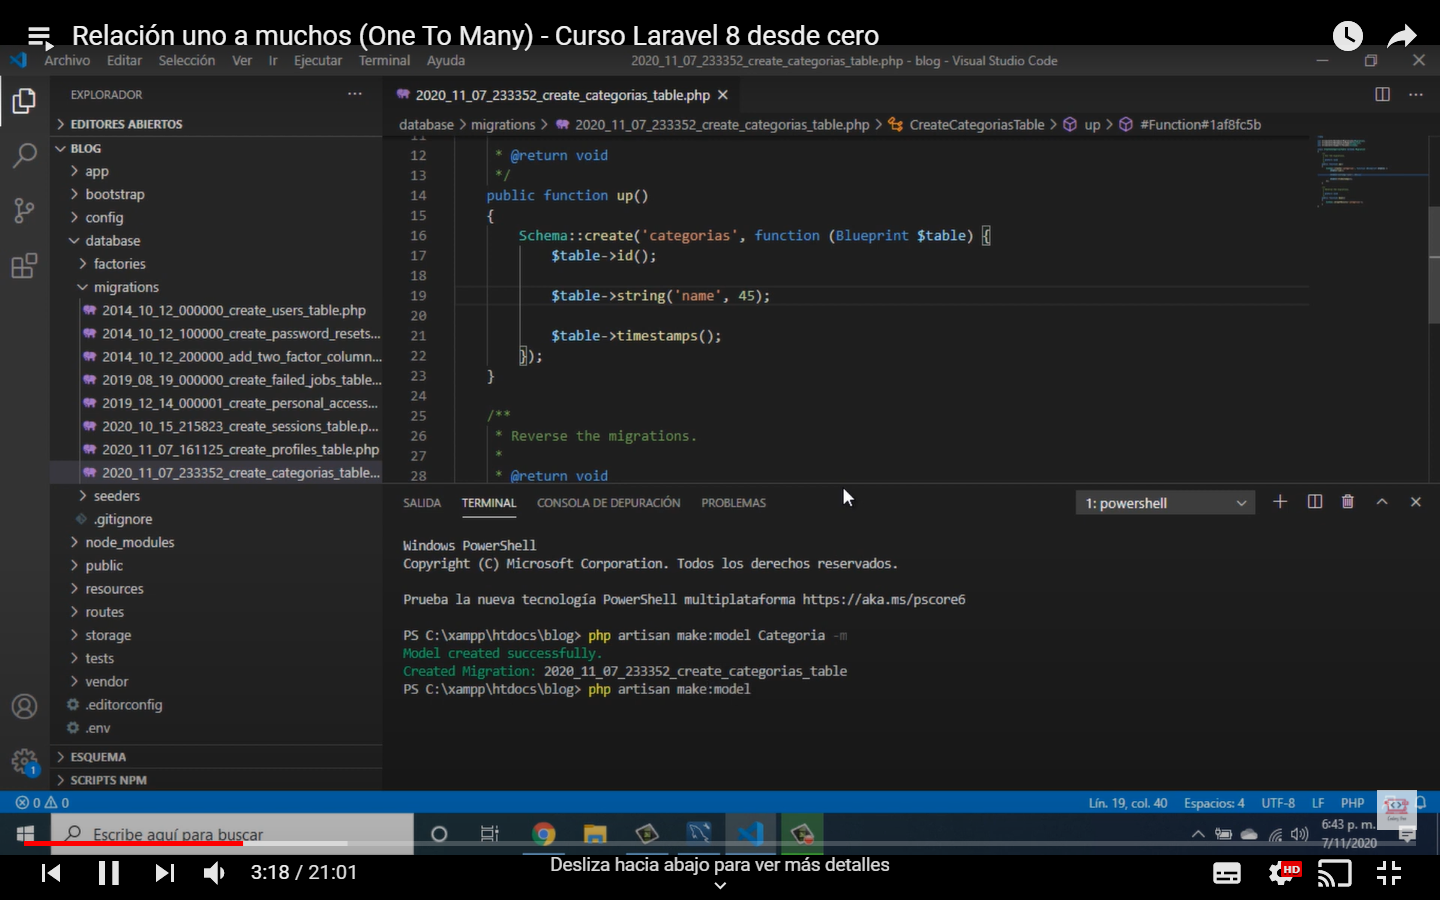 Relación uno a muchos (One To Many) - Curso Laravel 8 desde cero
Archivo Editar Selección Ver Ir Ejecutar Terminal Ayuda
2020_11_07_233352_create_categorias_table.php - blog - Visual Studio Code
EXPLORADOR
EDITORES ABIERTOS
BLOG
app
bootstrap
config
database
factories
migrations
2014_10_12_000000_create_users_table.php
2014_10_12_100000_create_password_resets...
2014_10_12_200000_add_two_factor_column...
2019_08_19_000000_create_failed_jobs_table...
2019_12_14_000001_create_personal_access...
2020_10_15_215823_create_sessions_table.p...
2020_11_07_161125_create_profiles_table.php
2020_11_07_233352_create_categorias_table...
seeders
.gitignore
node_modules
public
resources
routes
storage
tests
vendor
.editorconfig
.env
ESQUEMA
SCRIPTS NPM
2020_11_07_233352_create_categorias_table.php
database > migrations > 2020_11_07_233352_create_categorias_table.php > CreateCategoriasTable > up > #Function#1af8fc5b
11 *
12 * @return void
13 */
14 public function up()
15 {
16 Schema::create('categorias', function (Blueprint $table) {
17 $table->id();
18
19 $table->string('name', 45);
20
21 $table->timestamps();
22 });
23 }
24
25 /**
26 * Reverse the migrations.
27 *
28 * @return void
SALIDA TERMINAL CONSOLA DE DEPURACIÓN PROBLEMAS
1: powershell
Windows PowerShell
Copyright (C) Microsoft Corporation. Todos los derechos reservados.
Prueba la nueva tecnología PowerShell multiplataforma https://aka.ms/pscore6
PS C:\xampp\htdocs\blog> php artisan make:model Categoria -m
Model created successfully.
Created Migration: 2020_11_07_233352_create_categorias_table
PS C:\xampp\htdocs\blog> php artisan make:model
1
0 0
Lín. 19, col. 40 Espacios: 4 UTF-8 LF PHP
Escribe aquí para buscar
6:43 p. m.
7/11/2020
3:18 / 21:01
Desliza hacia abajo para ver más detalles
HD